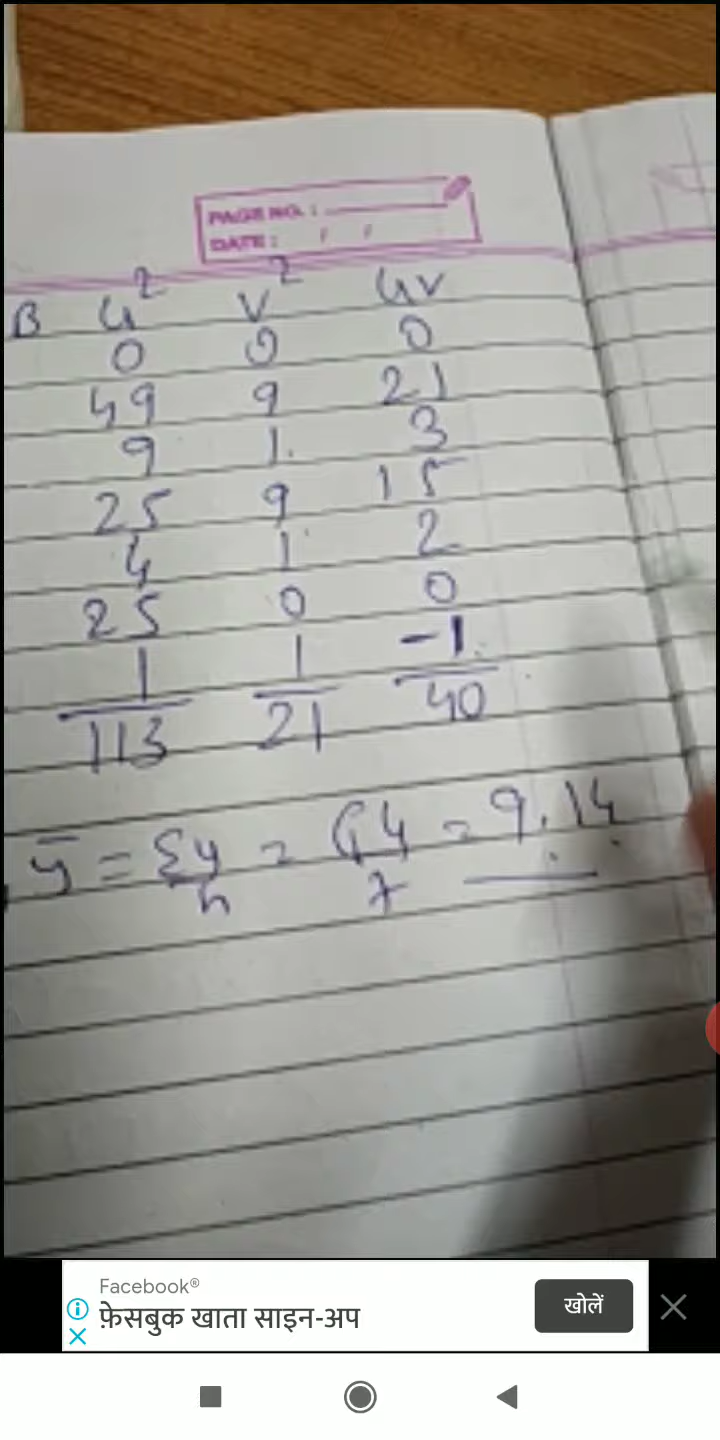 PAGE NO. :
DATE :
B u² v² uv
0 0 0
49 9 21
9 1. 3
25 9 15
4 1 2
25 0 0
1 1 -1.
113 21 40
ȳ = Σy/n = 64/7 = 9.14
Facebook®
फ़ेसबुक खाता साइन-अप
खोलें